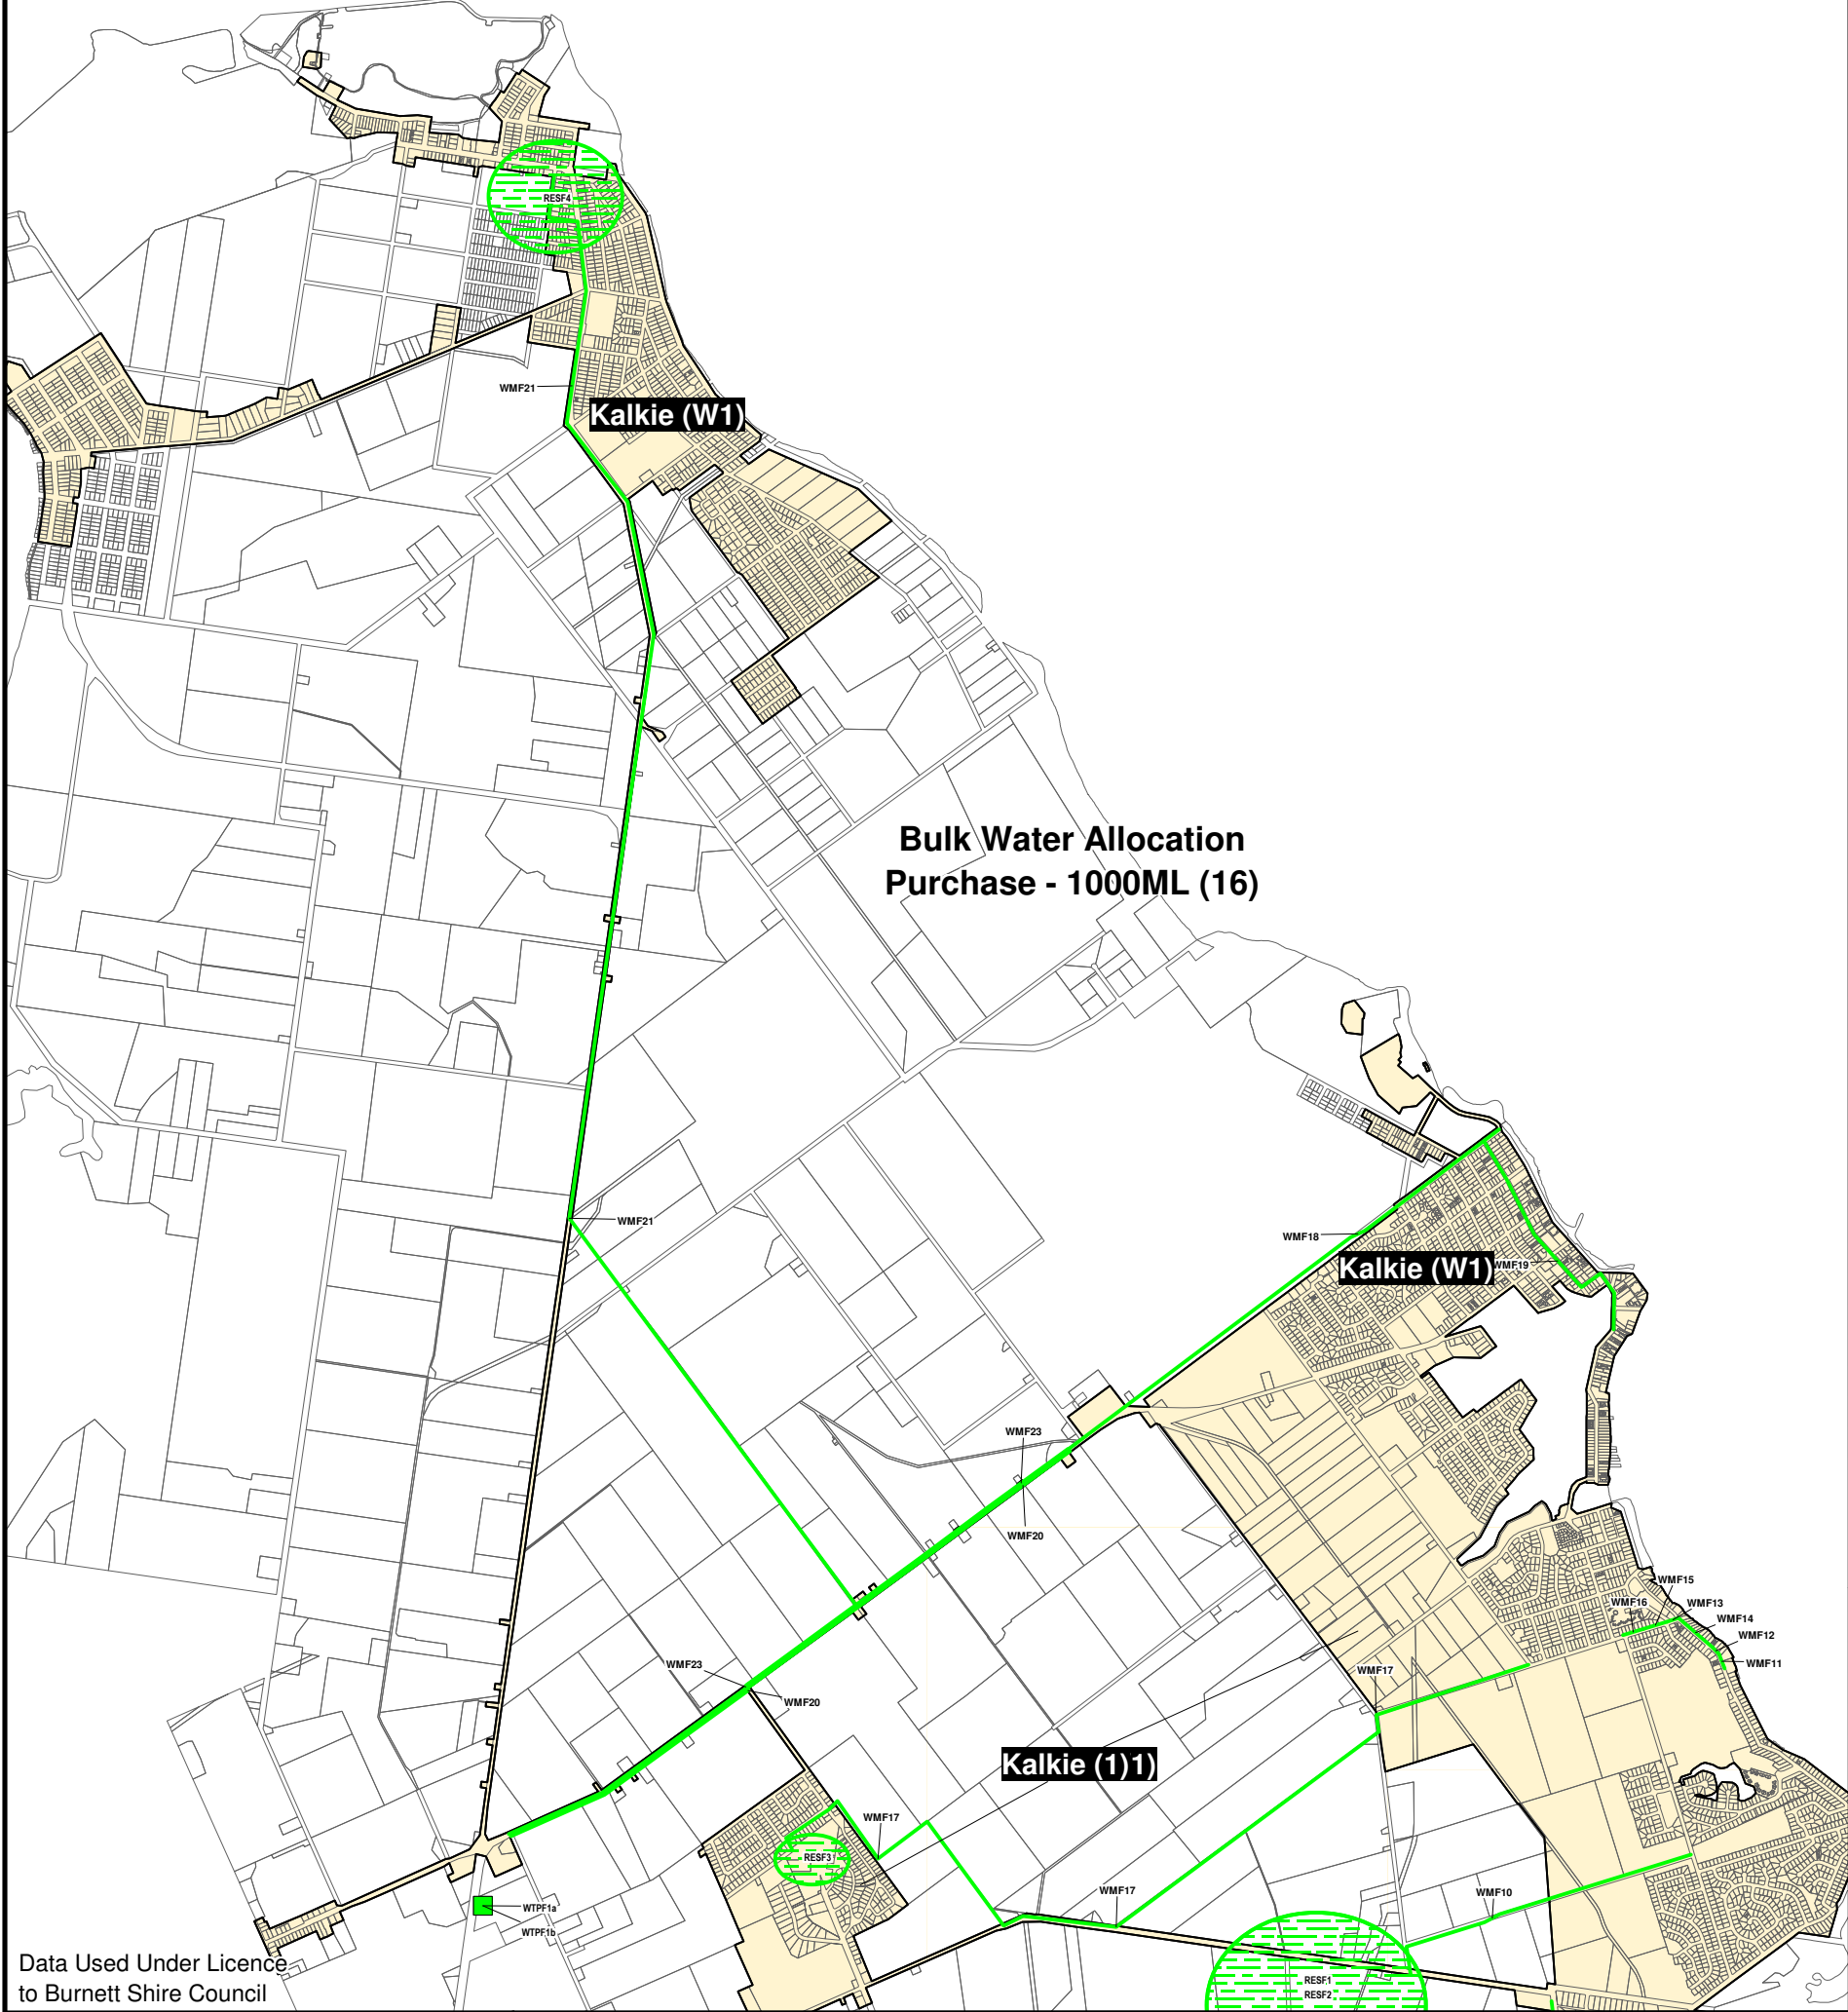 RESF4
WMF21
Kalkie (W1)
Bulk Water Allocation
Purchase - 1000ML (16)
WMF21
WMF18
Kalkie (W1)
WMF19
WMF23
WMF20
WMF15
WMF16
WMF13
WMF14
WMF12
WMF11
WMF23
WMF17
WMF20
Kalkie (1)1)
WMF17
RESF3
WMF17
WMF10
WTPF1a
WTPF1b
Data Used Under Licence
to Burnett Shire Council
RESF1
RESF2